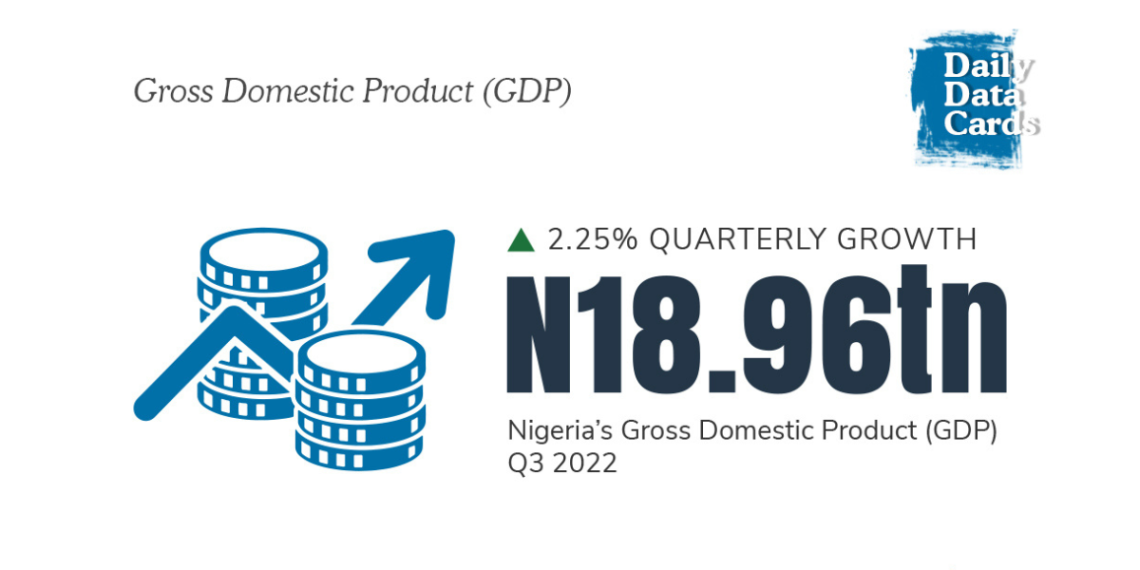 Gross Domestic Product (GDP)
Daily
Data
Cards
2.25% QUARTERLY GROWTH
N18.96tn
Nigeria’s Gross Domestic Product (GDP)
Q3 2022